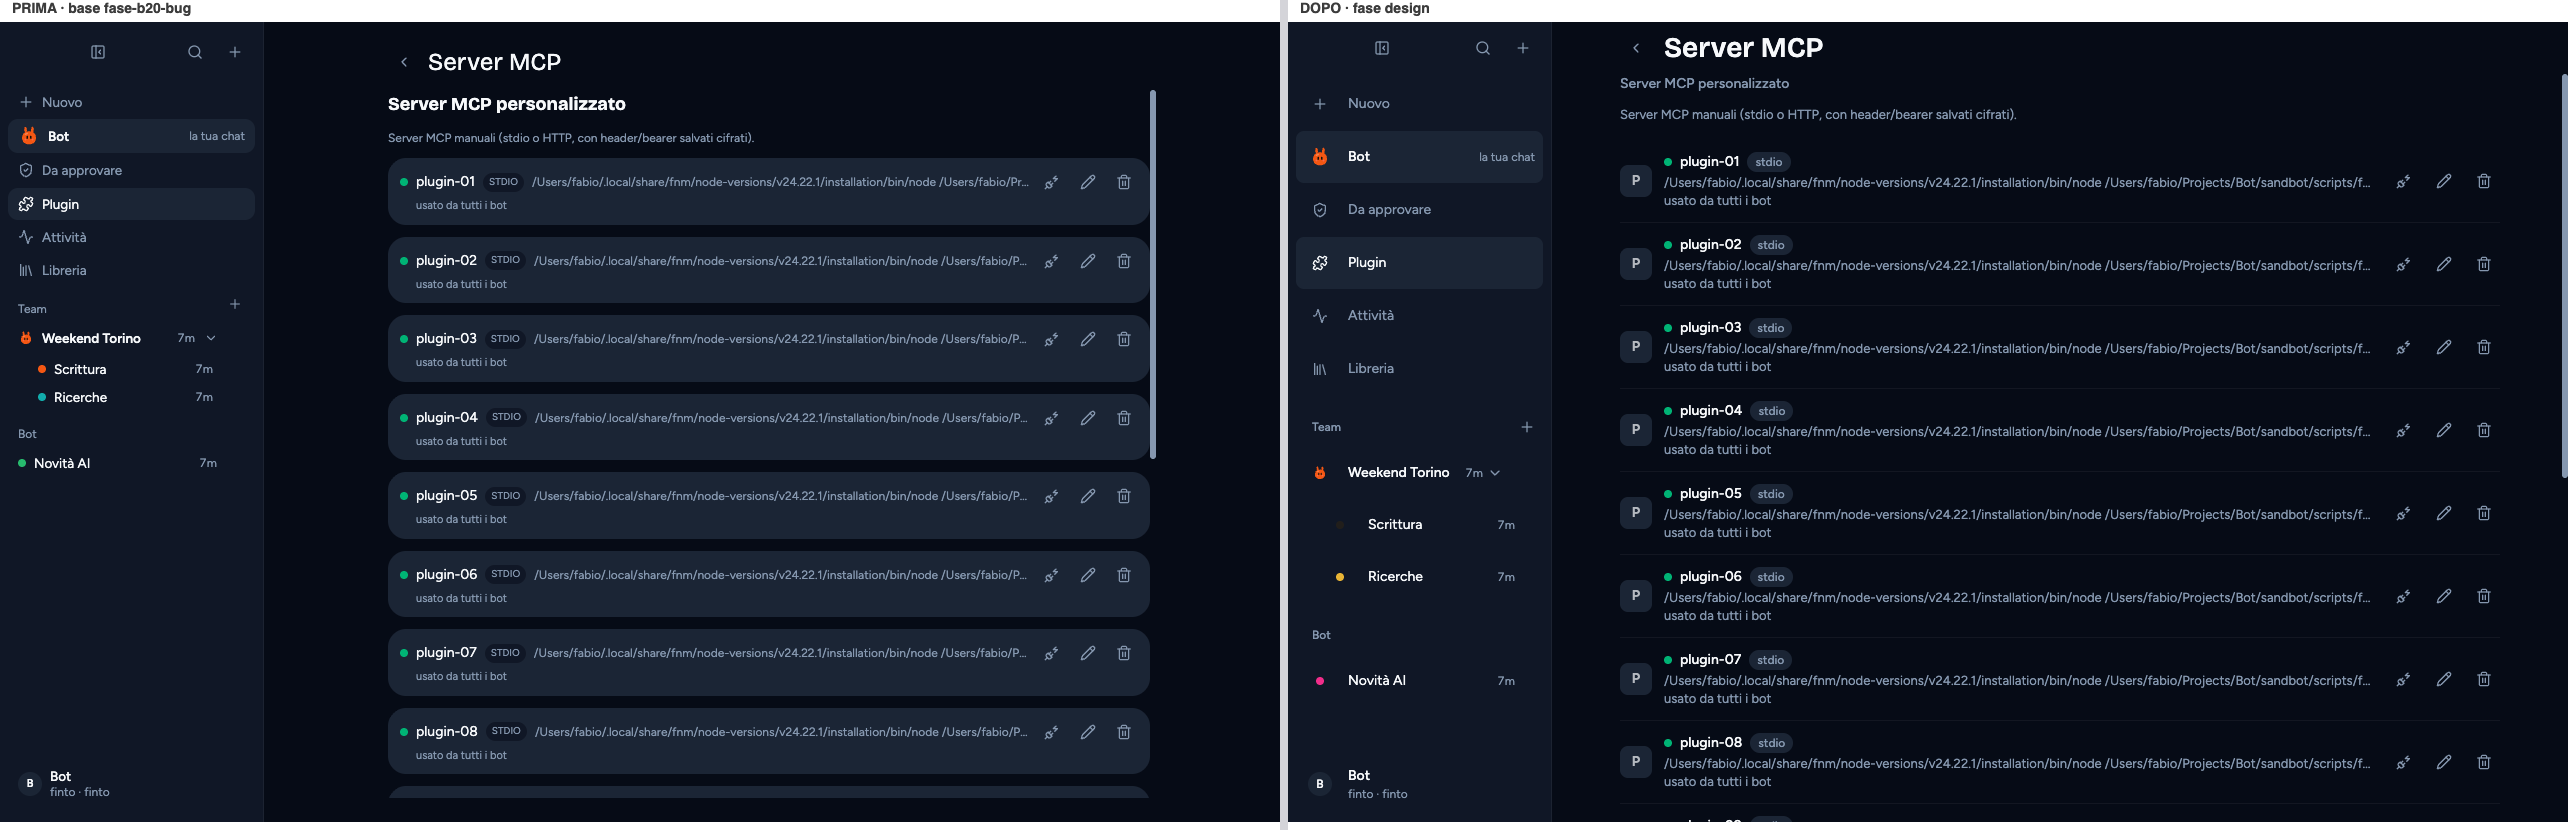 PRIMA · base fase-b20-bug
Nuovo
Bot la tua chat
Da approvare
Plugin
Attività
Libreria
Team
Weekend Torino 7m
Scrittura 7m
Ricerche 7m
Bot
Novità AI 7m
B
Bot
finto · finto
Server MCP
Server MCP personalizzato
Server MCP manuali (stdio o HTTP, con header/bearer salvati cifrati).
plugin-01 STDIO /Users/fabio/.local/share/fnm/node-versions/v24.22.1/installation/bin/node /Users/fabio/Pr...
usato da tutti i bot
plugin-02 STDIO /Users/fabio/.local/share/fnm/node-versions/v24.22.1/installation/bin/node /Users/fabio/P...
usato da tutti i bot
plugin-03 STDIO /Users/fabio/.local/share/fnm/node-versions/v24.22.1/installation/bin/node /Users/fabio/P...
usato da tutti i bot
plugin-04 STDIO /Users/fabio/.local/share/fnm/node-versions/v24.22.1/installation/bin/node /Users/fabio/P...
usato da tutti i bot
plugin-05 STDIO /Users/fabio/.local/share/fnm/node-versions/v24.22.1/installation/bin/node /Users/fabio/P...
usato da tutti i bot
plugin-06 STDIO /Users/fabio/.local/share/fnm/node-versions/v24.22.1/installation/bin/node /Users/fabio/P...
usato da tutti i bot
plugin-07 STDIO /Users/fabio/.local/share/fnm/node-versions/v24.22.1/installation/bin/node /Users/fabio/P...
usato da tutti i bot
plugin-08 STDIO /Users/fabio/.local/share/fnm/node-versions/v24.22.1/installation/bin/node /Users/fabio/P...
usato da tutti i bot
DOPO · fase design
Nuovo
Bot la tua chat
Da approvare
Plugin
Attività
Libreria
Team
Weekend Torino 7m
Scrittura 7m
Ricerche 7m
Bot
Novità AI 7m
B
Bot
finto · finto
Server MCP
Server MCP personalizzato
Server MCP manuali (stdio o HTTP, con header/bearer salvati cifrati).
P
plugin-01 stdio
/Users/fabio/.local/share/fnm/node-versions/v24.22.1/installation/bin/node /Users/fabio/Projects/Bot/sandbot/scripts/f...
usato da tutti i bot
P
plugin-02 stdio
/Users/fabio/.local/share/fnm/node-versions/v24.22.1/installation/bin/node /Users/fabio/Projects/Bot/sandbot/scripts/f...
usato da tutti i bot
P
plugin-03 stdio
/Users/fabio/.local/share/fnm/node-versions/v24.22.1/installation/bin/node /Users/fabio/Projects/Bot/sandbot/scripts/f...
usato da tutti i bot
P
plugin-04 stdio
/Users/fabio/.local/share/fnm/node-versions/v24.22.1/installation/bin/node /Users/fabio/Projects/Bot/sandbot/scripts/f...
usato da tutti i bot
P
plugin-05 stdio
/Users/fabio/.local/share/fnm/node-versions/v24.22.1/installation/bin/node /Users/fabio/Projects/Bot/sandbot/scripts/f...
usato da tutti i bot
P
plugin-06 stdio
/Users/fabio/.local/share/fnm/node-versions/v24.22.1/installation/bin/node /Users/fabio/Projects/Bot/sandbot/scripts/f...
usato da tutti i bot
P
plugin-07 stdio
/Users/fabio/.local/share/fnm/node-versions/v24.22.1/installation/bin/node /Users/fabio/Projects/Bot/sandbot/scripts/f...
usato da tutti i bot
P
plugin-08 stdio
/Users/fabio/.local/share/fnm/node-versions/v24.22.1/installation/bin/node /Users/fabio/Projects/Bot/sandbot/scripts/f...
usato da tutti i bot